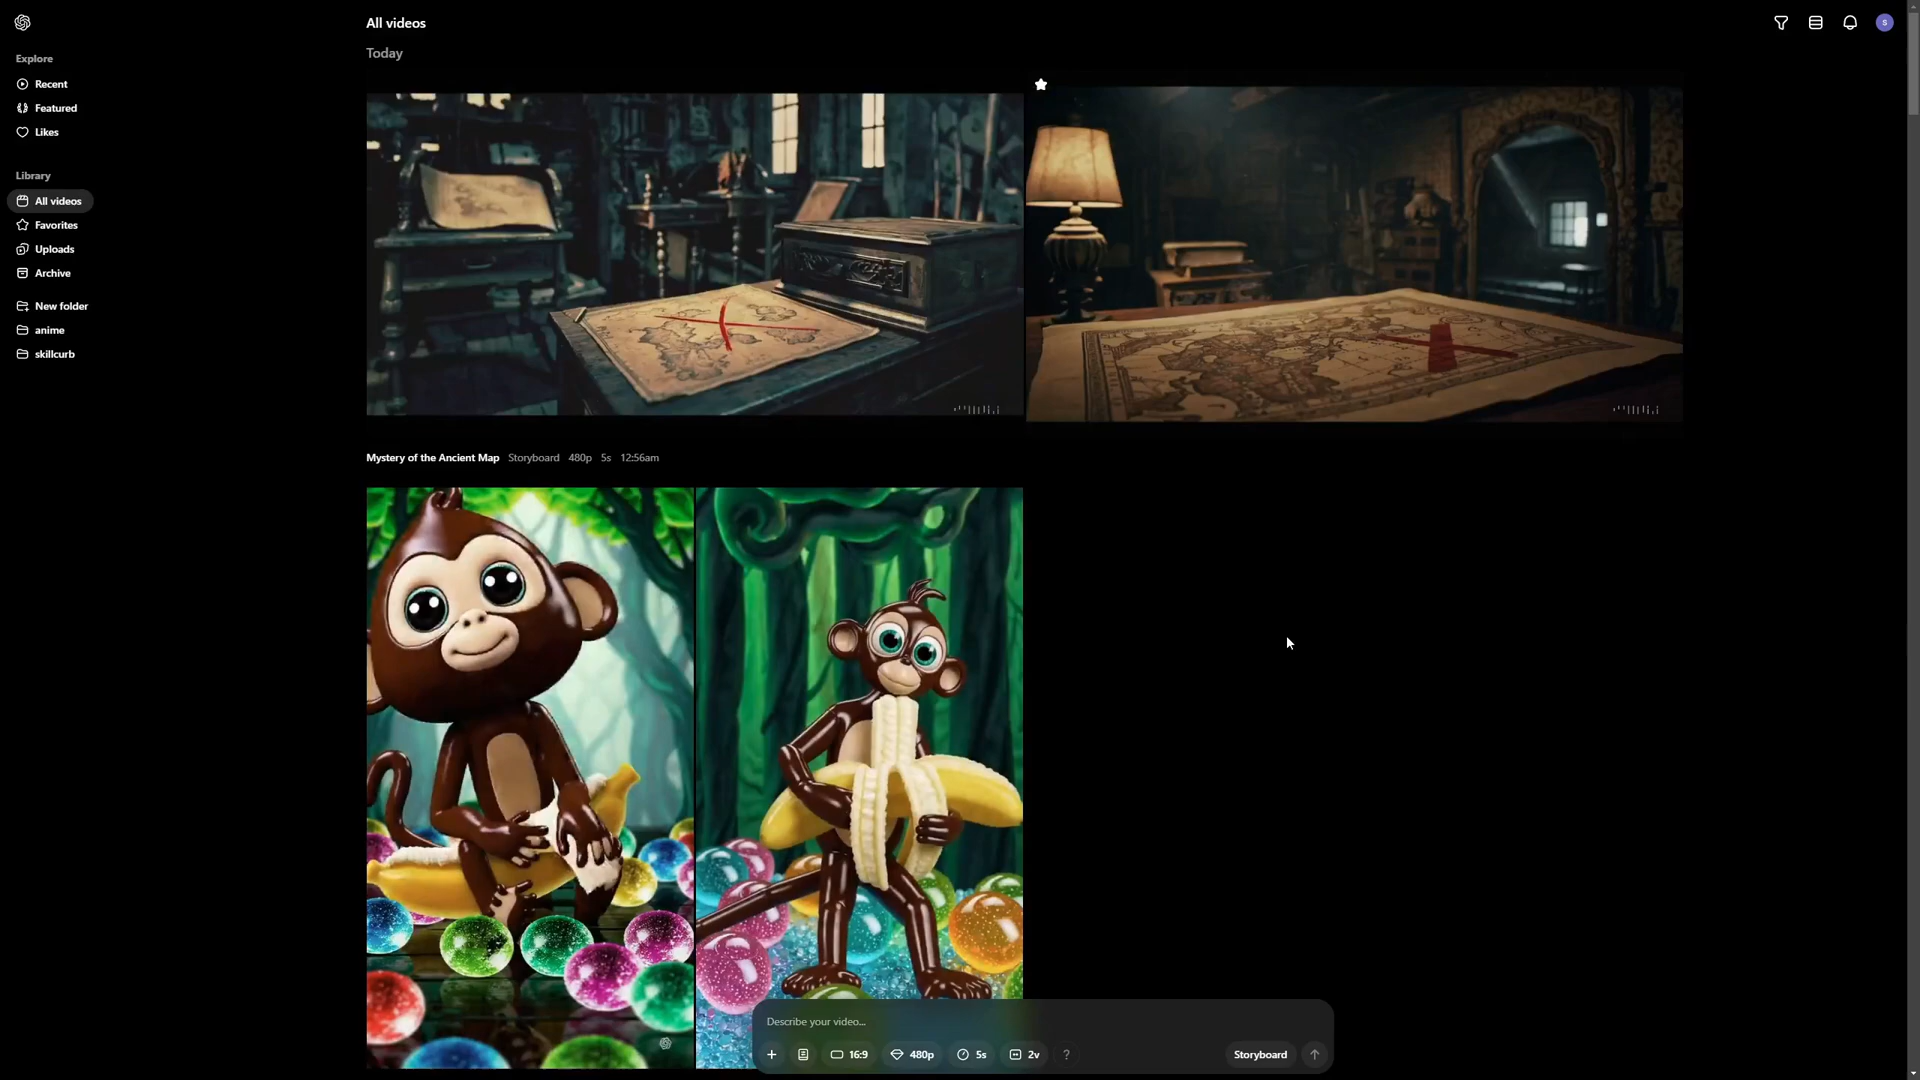 All videos
Today
Explore
Recent
Featured
Likes
Library
All videos
Favorites
Uploads
Archive
New folder
anime
skillcurb
S
Mystery of the Ancient Map Storyboard 480p 5s 12:56am
Describe your video...
+ 16:9 480p 5s 2v ? Storyboard